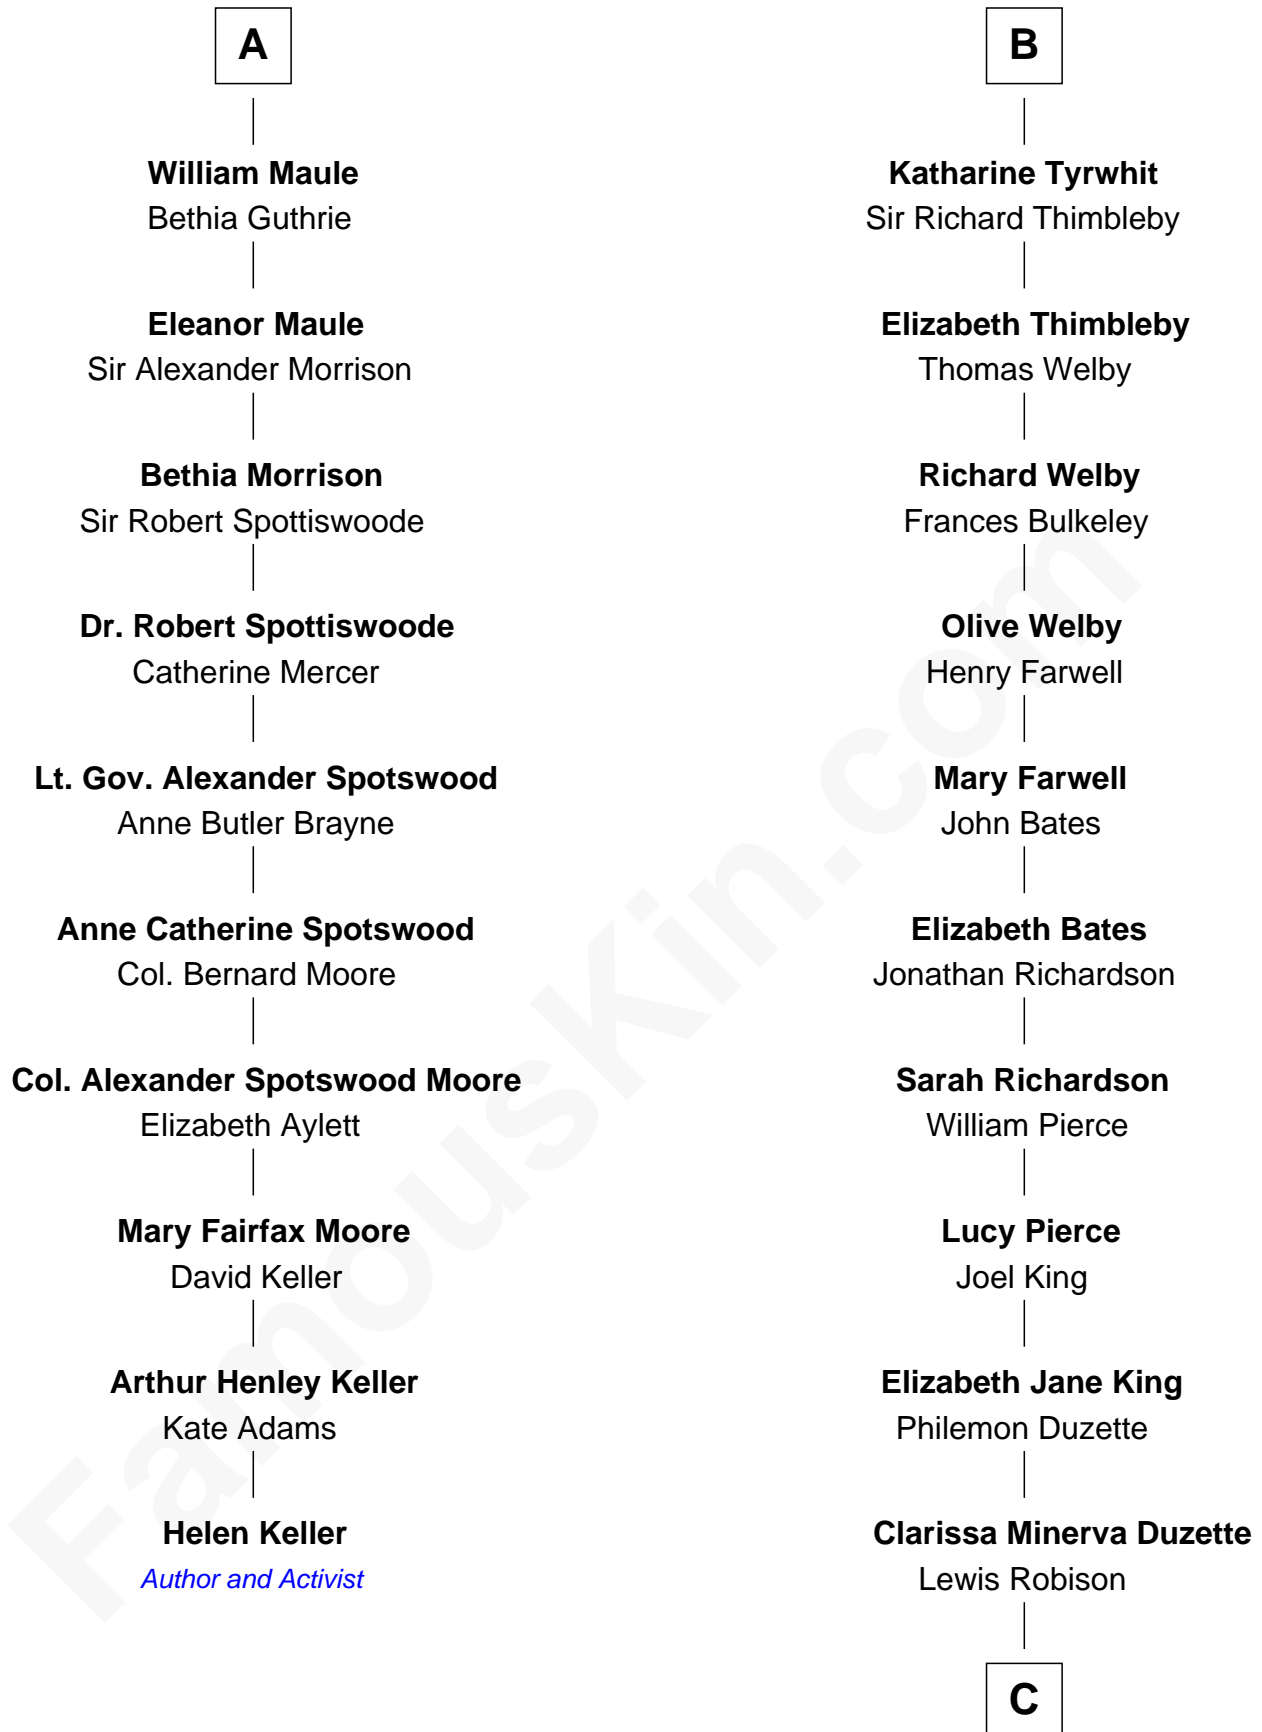 A
William Maule
Bethia Guthrie
Eleanor Maule
Sir Alexander Morrison
Bethia Morrison
Sir Robert Spottiswoode
Dr. Robert Spottiswoode
Catherine Mercer
Lt. Gov. Alexander Spotswood
Anne Butler Brayne
Anne Catherine Spotswood
Col. Bernard Moore
Col. Alexander Spotswood Moore
Elizabeth Aylett
Mary Fairfax Moore
David Keller
Arthur Henley Keller
Kate Adams
Helen Keller
Author and Activist
B
Katharine Tyrwhit
Sir Richard Thimbleby
Elizabeth Thimbleby
Thomas Welby
Richard Welby
Frances Bulkeley
Olive Welby
Henry Farwell
Mary Farwell
John Bates
Elizabeth Bates
Jonathan Richardson
Sarah Richardson
William Pierce
Lucy Pierce
Joel King
Elizabeth Jane King
Philemon Duzette
Clarissa Minerva Duzette
Lewis Robison
C
FamousKin.com